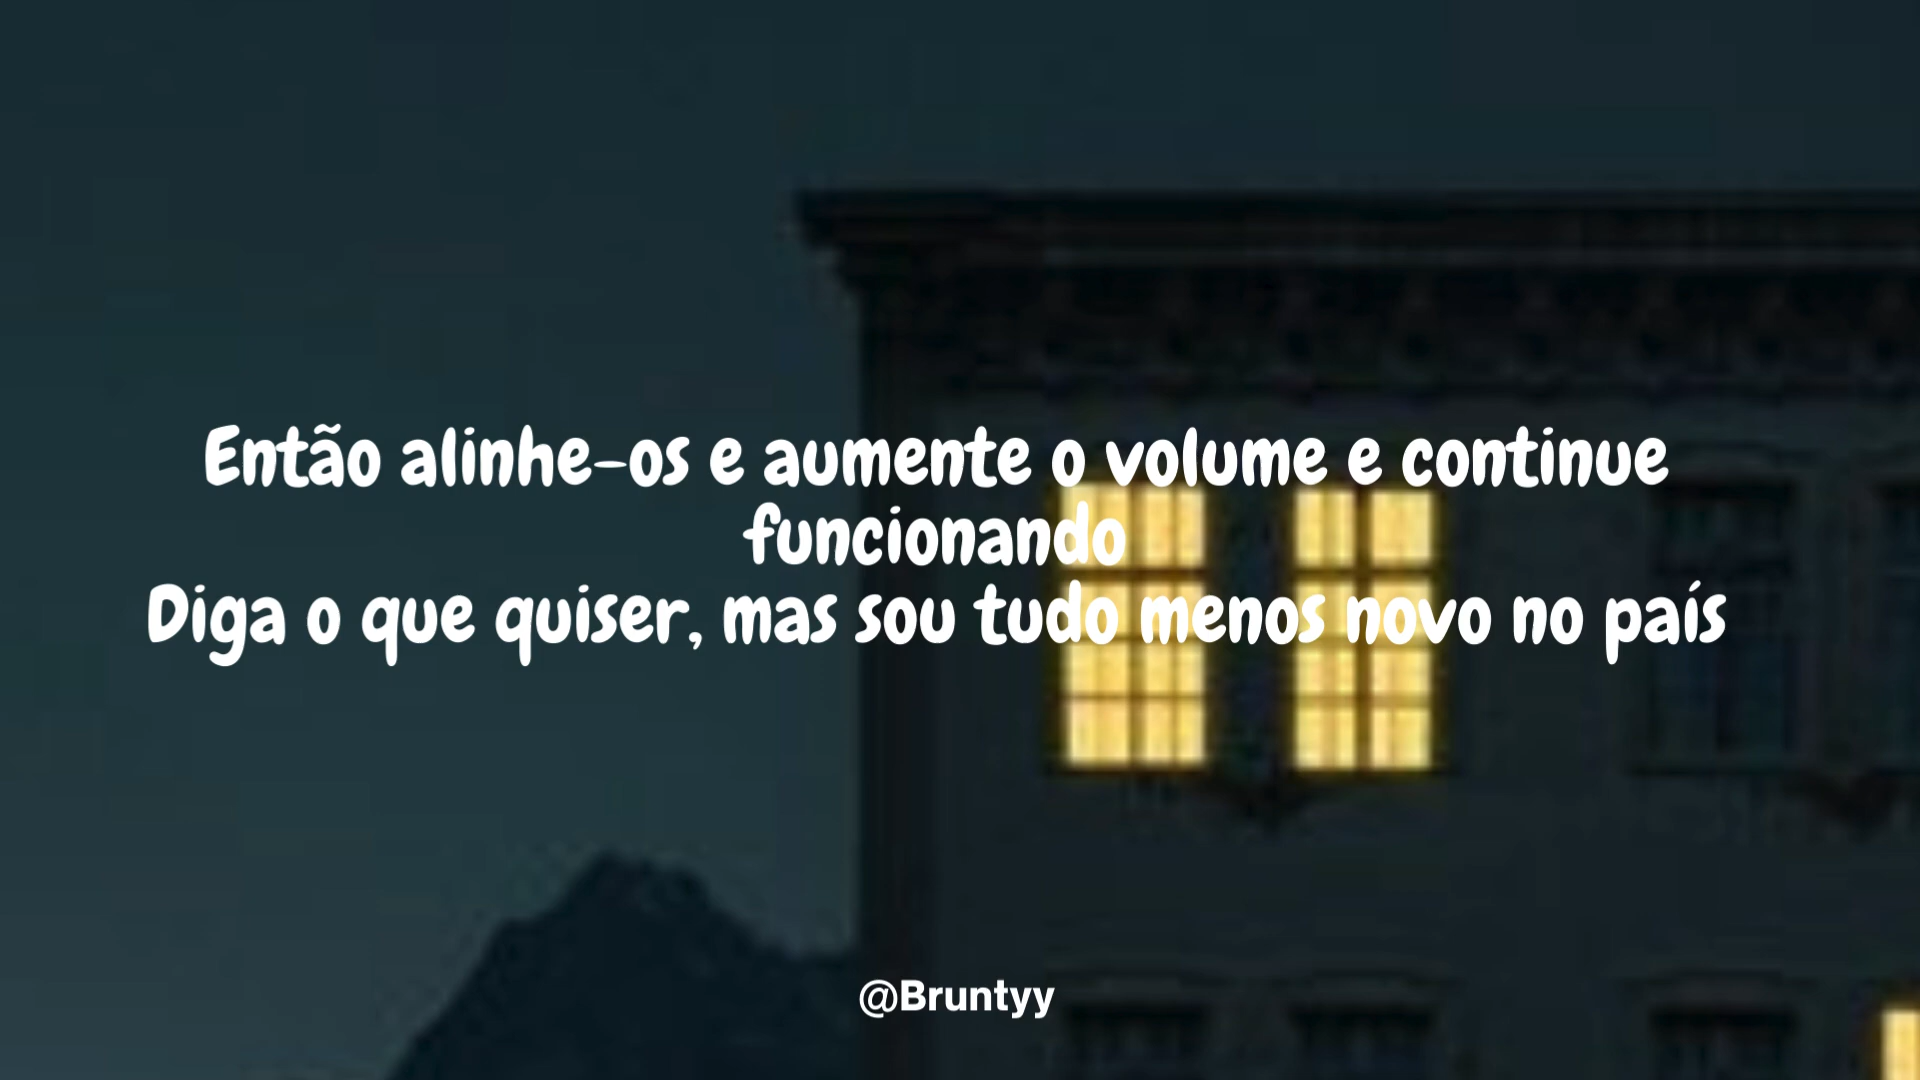 Então alinhe-os e aumente o volume e continue
funcionando
Diga o que quiser, mas sou tudo menos novo no país
@Bruntyy